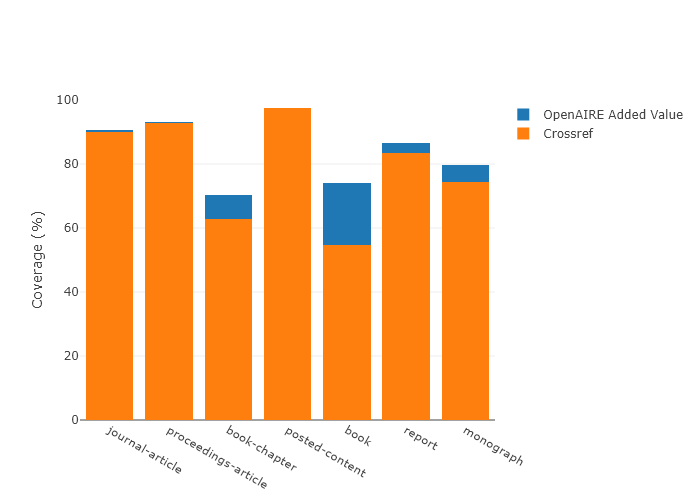 100
80
60
40
20
0
Coverage (%)
journal-article
proceedings-article
book-chapter
posted-content
book
report
monograph
OpenAIRE Added Value
Crossref